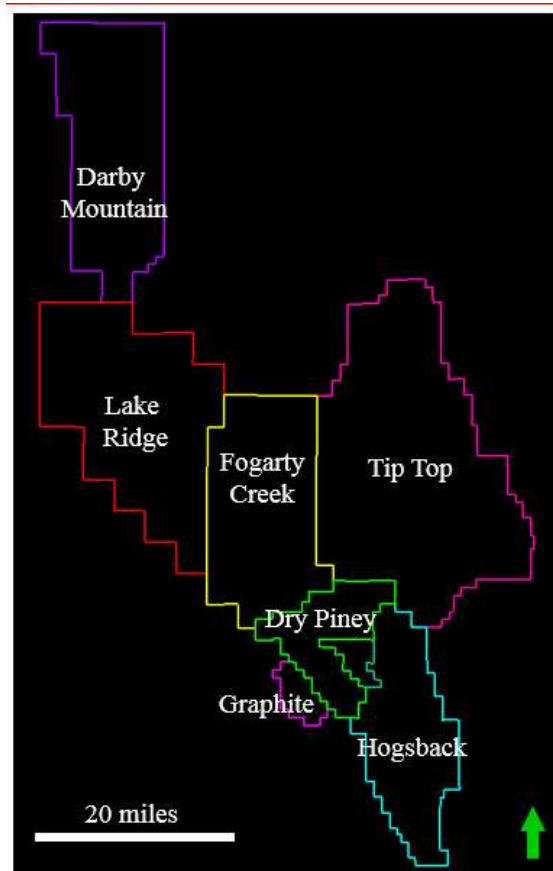 Darby
Mountain
Lake
Ridge
Fogarty
Creek
Tip Top
Dry Piney
Graphite
Hogsback
20 miles